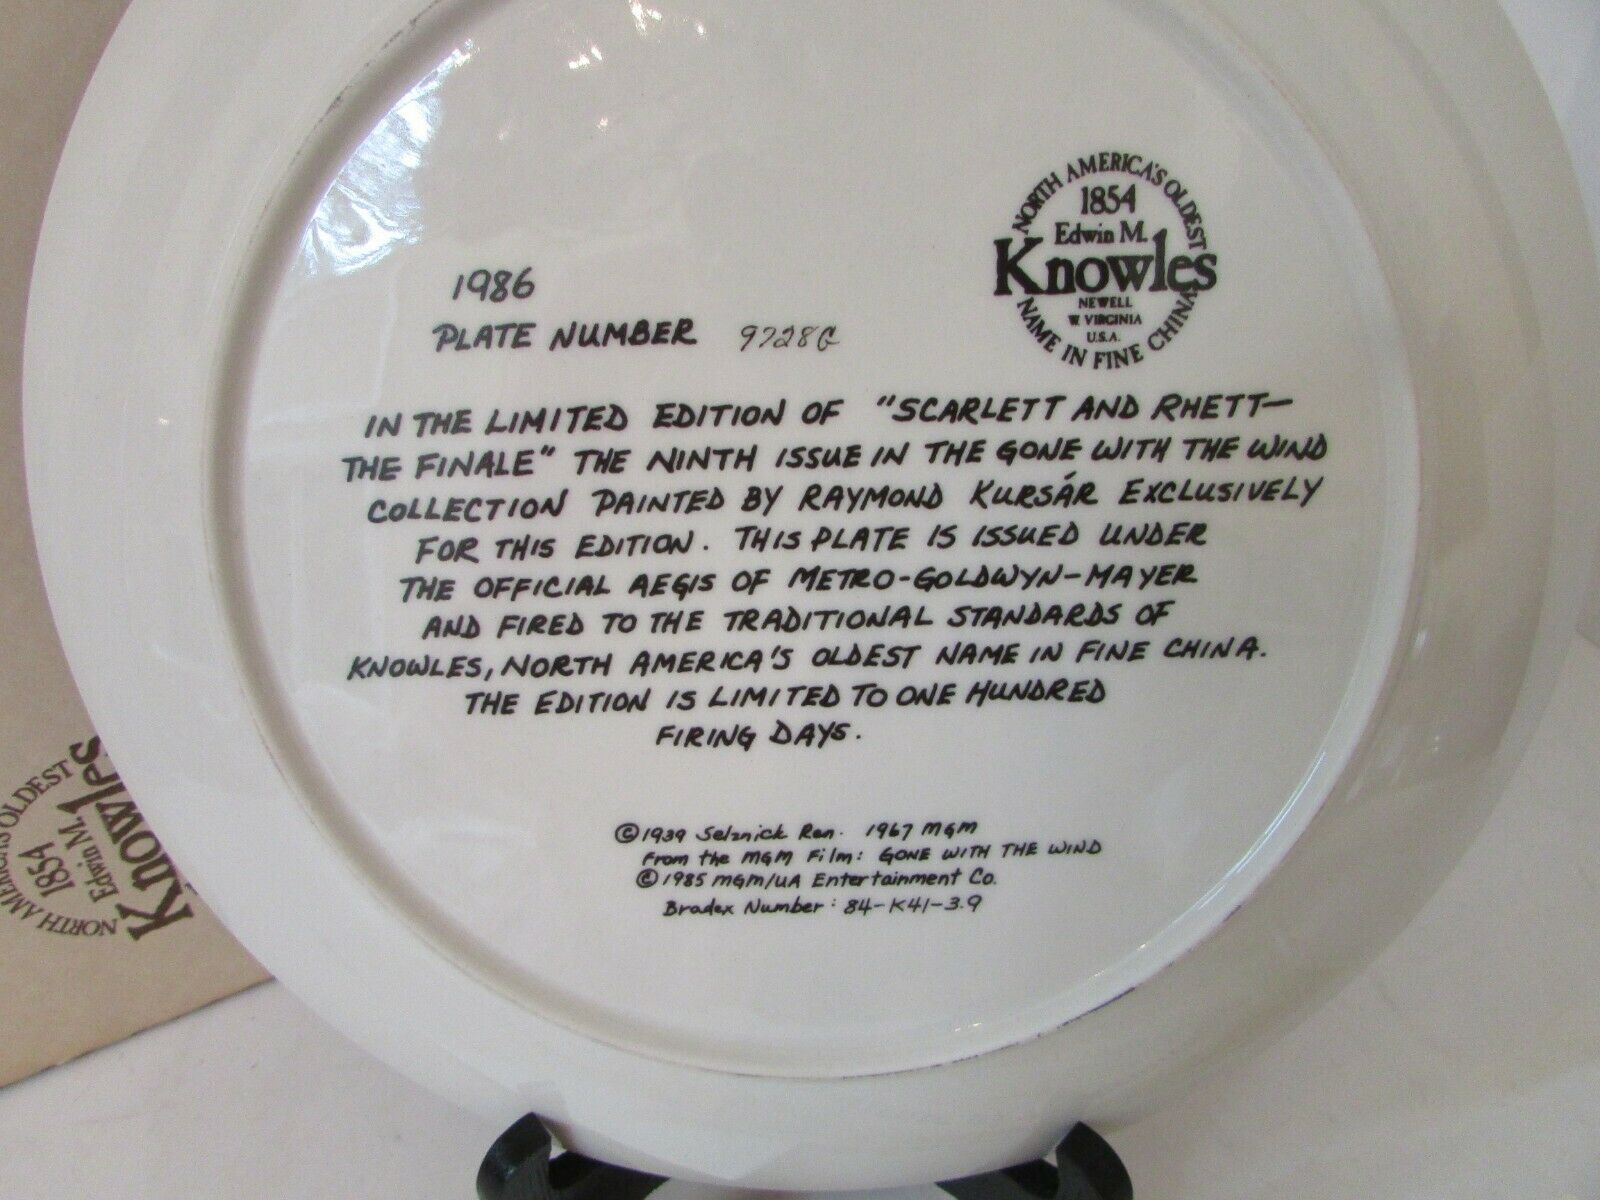 NORTH AMERICA'S OLDEST
1854
Edwin M.
Knowles
NEWELL
W. VIRGINIA
U.S.A.
NAME IN FINE CHINA
1986
PLATE NUMBER 9728G
IN THE LIMITED EDITION OF "SCARLETT AND RHETT—
THE FINALE" THE NINTH ISSUE IN THE GONE WITH THE WIND
COLLECTION PAINTED BY RAYMOND KURSÁR EXCLUSIVELY
FOR THIS EDITION. THIS PLATE IS ISSUED UNDER
THE OFFICIAL AEGIS OF METRO-GOLDWYN-MAYER
AND FIRED TO THE TRADITIONAL STANDARDS OF
KNOWLES, NORTH AMERICA'S OLDEST NAME IN FINE CHINA.
THE EDITION IS LIMITED TO ONE HUNDRED
FIRING DAYS.
© 1939 Selznick Ren. 1967 MGM
From the MGM Film: GONE WITH THE WIND
© 1985 MGM/UA Entertainment Co.
Bradex Number: 84-K41-3.9
NORTH AMERICA'S OLDEST
1854
Edwin M.
Knowles